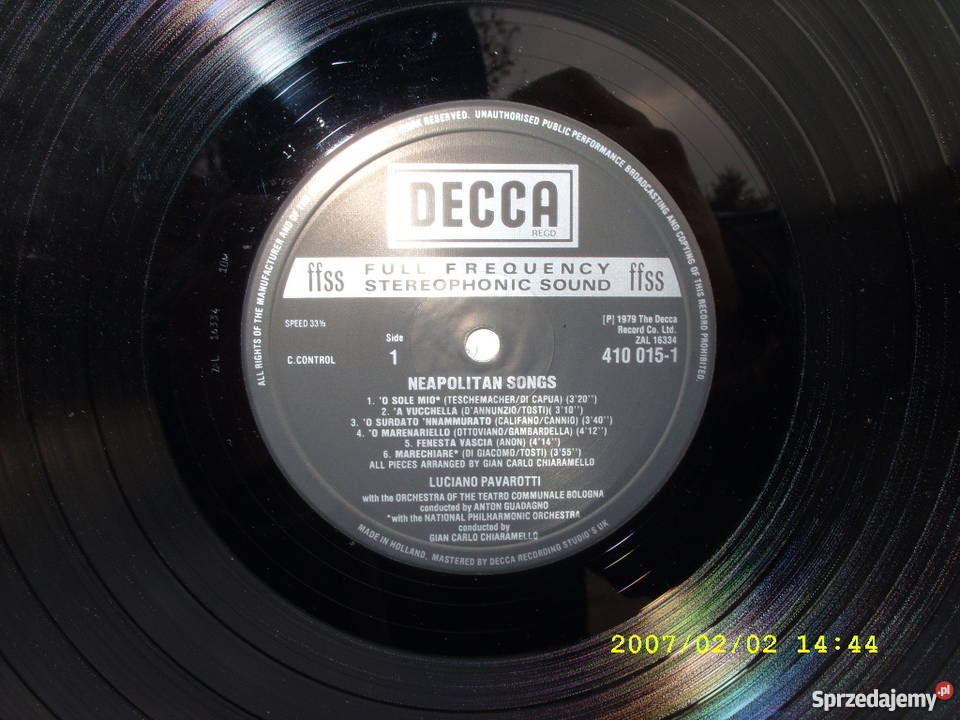 RESERVED. UNAUTHORISED PUBLIC PERFORMANCE BROADCASTING AND COPYING OF THIS RECORD PROHIBITED.
ALL RIGHTS OF THE MANUFACTURER AND OF THE
DECCA
REGD.
ffss FULL FREQUENCY STEREOPHONIC SOUND ffss
SPEED 33⅓
[P] 1979 The Decca
Record Co. Ltd.
ZAL 16334
Side
C.CONTROL 1 410 015-1
NEAPOLITAN SONGS
1. 'O SOLE MIO* (TESCHEMACHER/DI CAPUA) (3'20'')
2. 'A VUCCHELLA (D'ANNUNZIO/TOSTI)( 3'10'')
3. 'O SURDATO 'NNAMMURATO (CALIFANO/CANNIO) (3'40'')
4. 'O MARENARIELLO (OTTOVIANO/GAMBARDELLA) (4'12'')
5. FENESTA VASCIA (ANON) (4'14'')
6. MARECHIARE* (DI GIACOMO/TOSTI) (3'55'')
ALL PIECES ARRANGED BY GIAN CARLO CHIARAMELLO
LUCIANO PAVAROTTI
with the ORCHESTRA OF THE TEATRO COMMUNALE BOLOGNA
conducted by ANTON GUADAGNO
*with the NATIONAL PHILHARMONIC ORCHESTRA
conducted by
GIAN CARLO CHIARAMELLO
MADE IN HOLLAND. MASTERED BY DECCA RECORDING STUDIO'S UK
11 3
ZL 16334 10M
2007/02/02 14:44
Sprzedajemy.pl